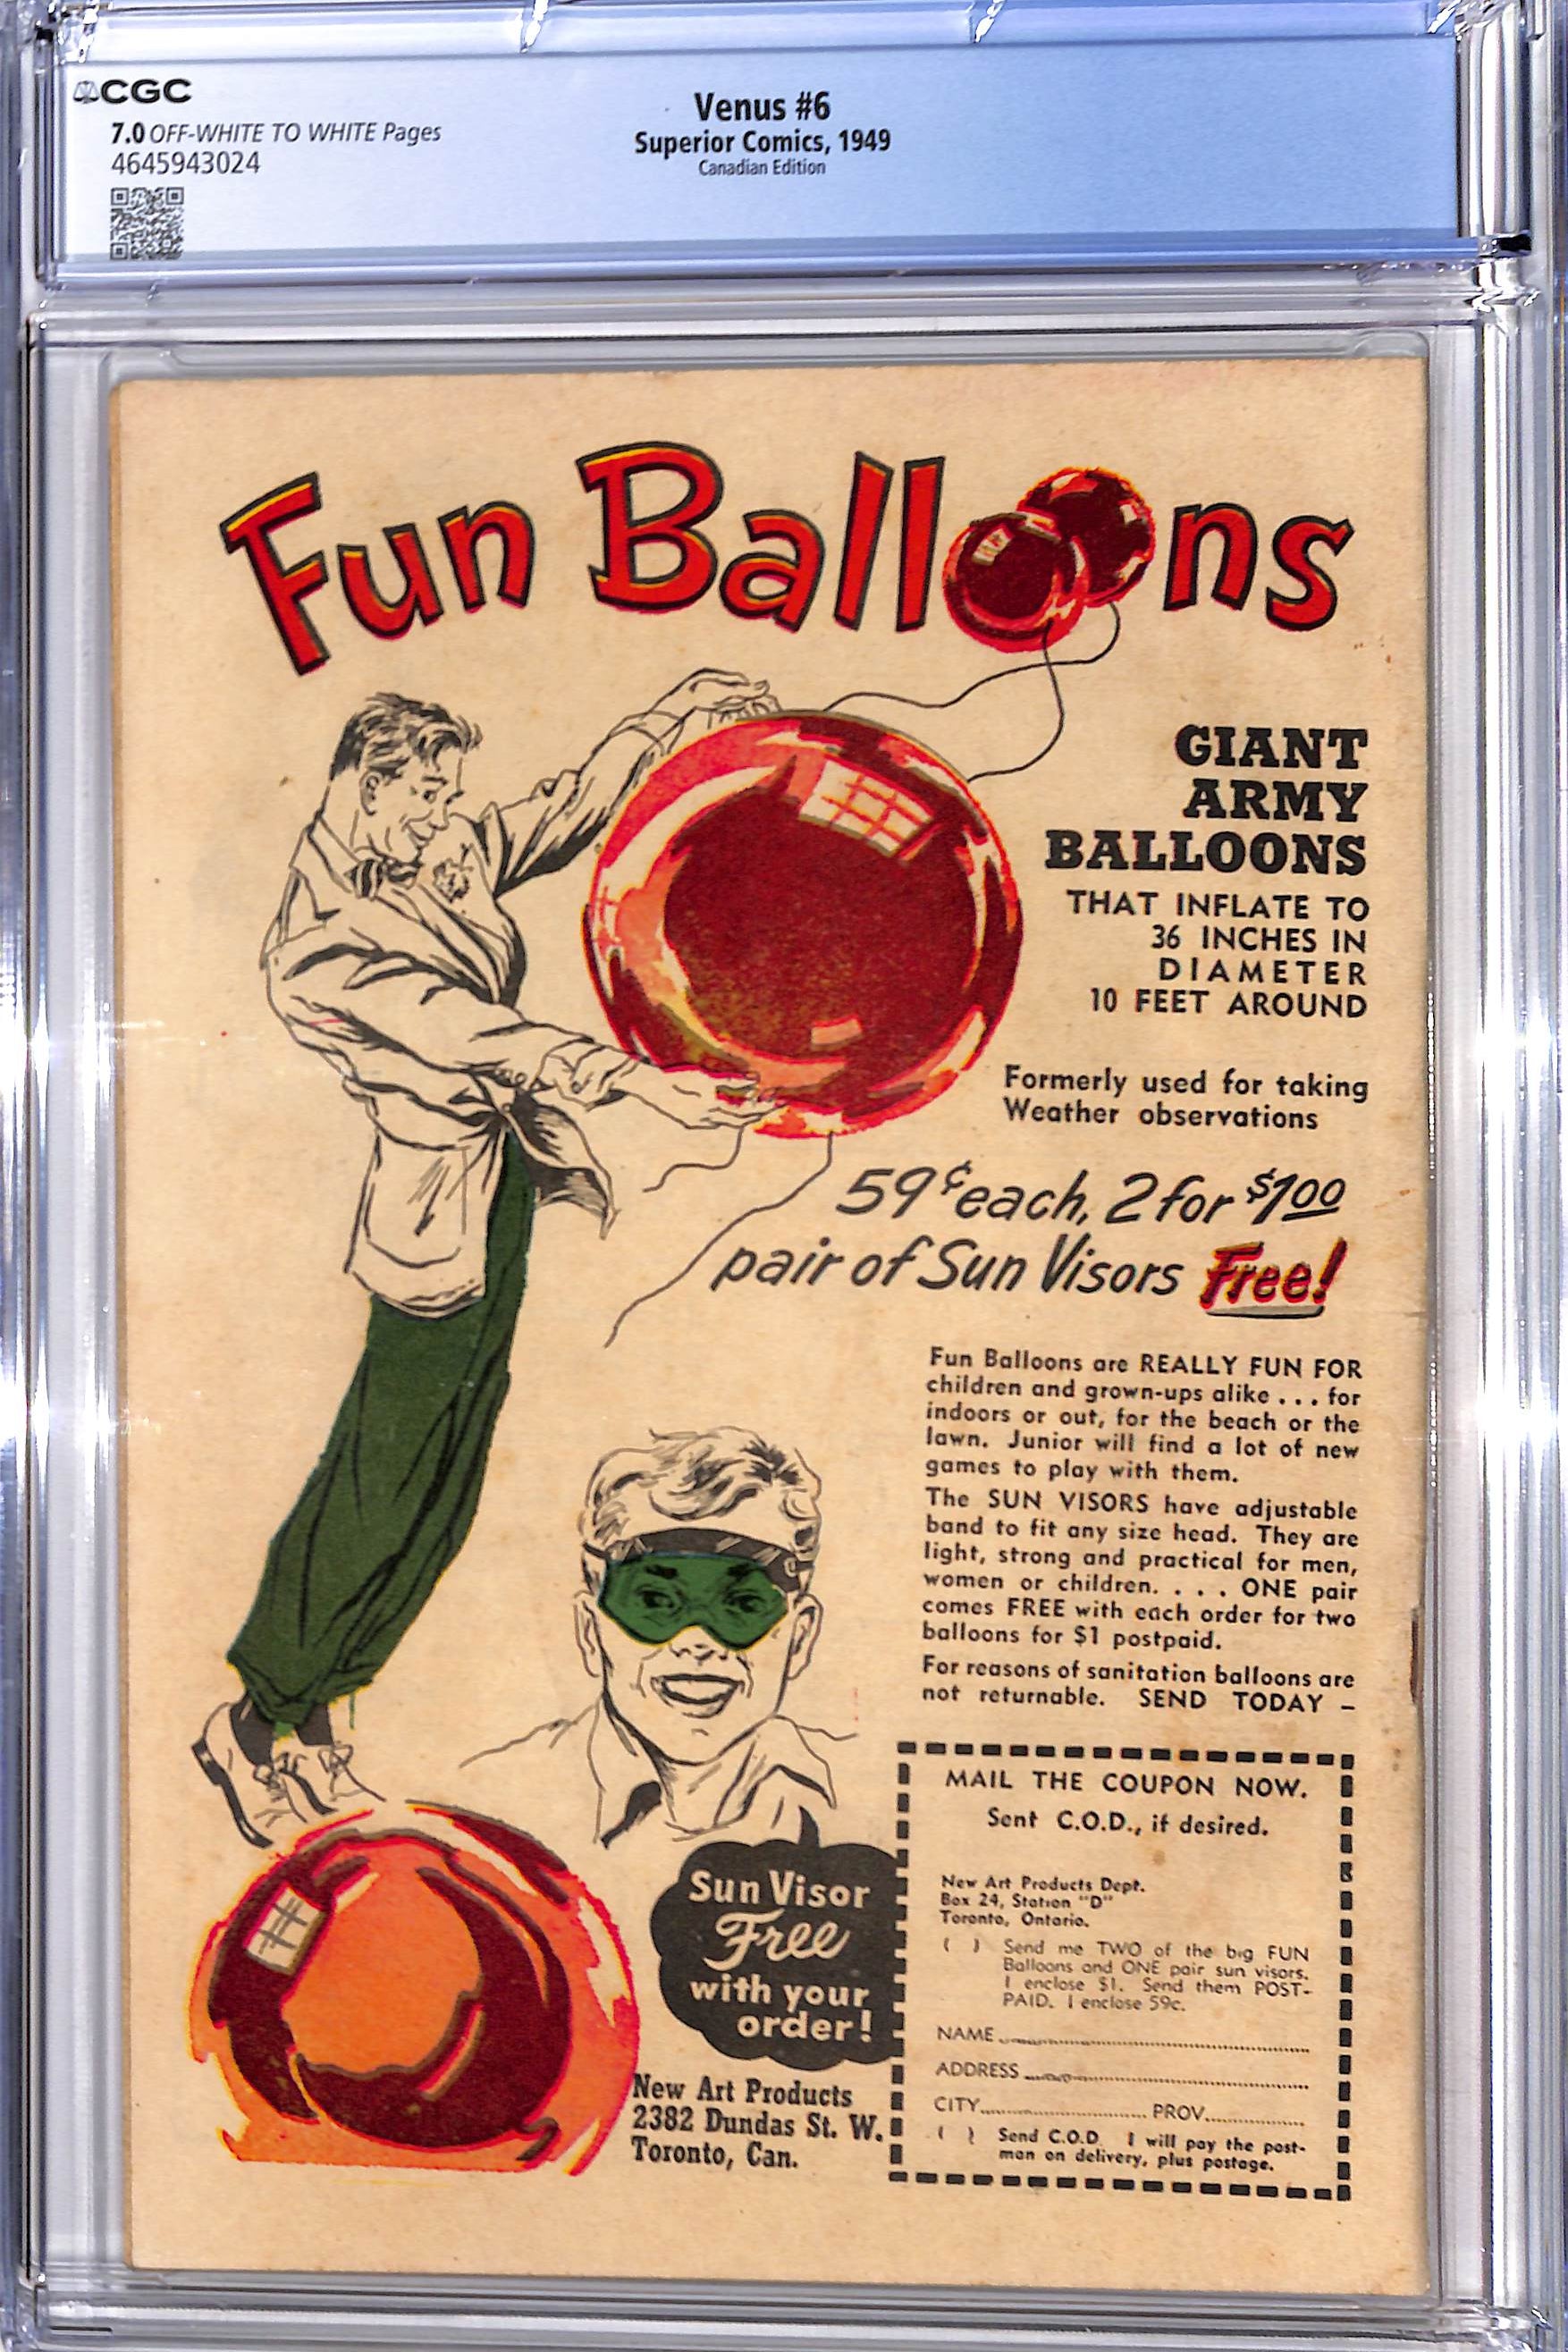 CGC
7.0 OFF-WHITE TO WHITE Pages
4645943024
Venus #6
Superior Comics, 1949
Canadian Edition
Fun Balloons
GIANT
ARMY
BALLOONS
THAT INFLATE TO
36 INCHES IN
DIAMETER
10 FEET AROUND
Formerly used for taking
Weather observations
59¢ each, 2 for $1.00
pair of Sun Visors Free!
Fun Balloons are REALLY FUN FOR
children and grown-ups alike . . . for
indoors or out, for the beach or the
lawn. Junior will find a lot of new
games to play with them.
The SUN VISORS have adjustable
band to fit any size head. They are
light, strong and practical for men,
women or children. . . . ONE pair
comes FREE with each order for two
balloons for $1 postpaid.
For reasons of sanitation balloons are
not returnable. SEND TODAY –
Sun Visor
Free
with your
order!
New Art Products
2382 Dundas St. W.
Toronto, Can.
MAIL THE COUPON NOW.
Sent C.O.D., if desired.
New Art Products Dept.
Box 24, Station "D"
Toronto, Ontario.
( ) Send me TWO of the big FUN
Balloons and ONE pair sun visors.
I enclose $1. Send them POST-
PAID. I enclose 59c.
NAME
ADDRESS
CITY PROV.
( ) Send C.O.D. I will pay the post-
man on delivery, plus postage.